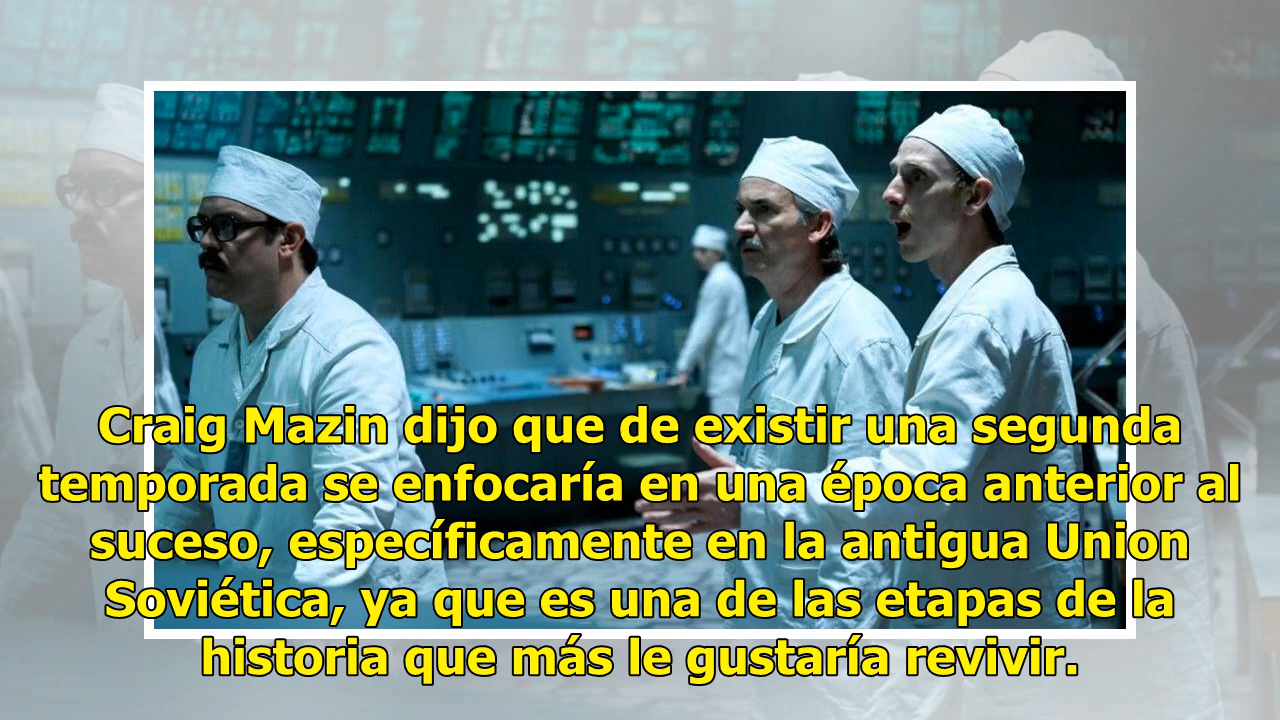 Craig Mazin dijo que de existir una segunda
temporada se enfocaría en una época anterior al
suceso, específicamente en la antigua Union
Soviética, ya que es una de las etapas de la
historia que más le gustaría revivir.